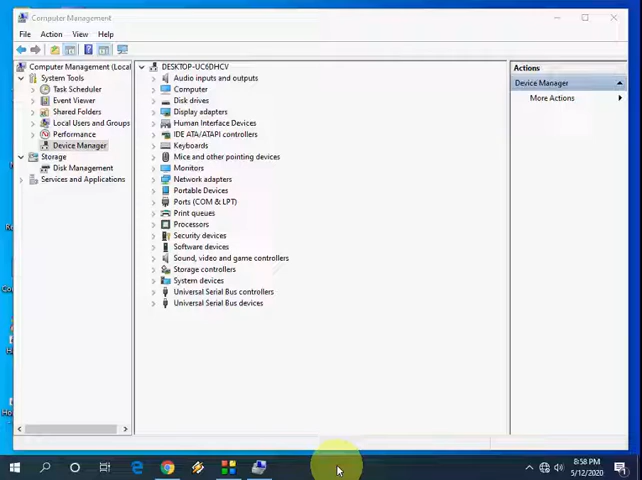 Computer Management
File Action View Help
Computer Management (Local
System Tools
Task Scheduler
Event Viewer
Shared Folders
Local Users and Groups
Performance
Device Manager
Storage
Disk Management
Services and Applications
DESKTOP-UC6DHCV
Audio inputs and outputs
Computer
Disk drives
Display adapters
Human Interface Devices
IDE ATA/ATAPI controllers
Keyboards
Mice and other pointing devices
Monitors
Network adapters
Portable Devices
Ports (COM & LPT)
Print queues
Processors
Security devices
Software devices
Sound, video and game controllers
Storage controllers
System devices
Universal Serial Bus controllers
Universal Serial Bus devices
Actions
Device Manager
More Actions
8:58 PM
5/12/2020